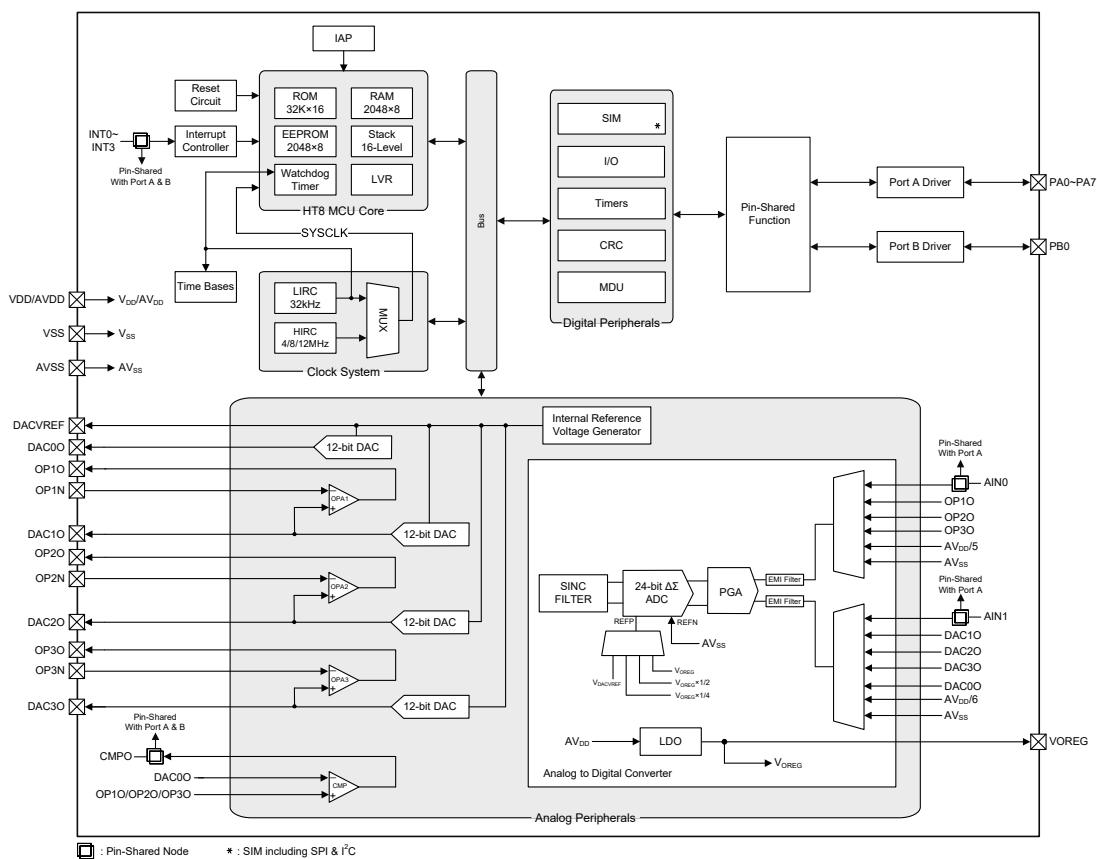 IAP
Reset
Circuit
ROM
32K×16
RAM
2048×8
INT0~
INT3
Interrupt
Controller
EEPROM
2048×8
Stack
16-Level
Pin-Shared
With Port A & B
Watchdog
Timer
LVR
HT8 MCU Core
SYSCLK
Time Bases
LIRC
32kHz
HIRC
4/8/12MHz
MUX
Clock System
Bus
SIM
*
I/O
Timers
CRC
MDU
Digital Peripherals
Pin-Shared
Function
Port A Driver
PA0~PA7
Port B Driver
PB0
VDD/AVDD
VDD/AVDD
VSS
VSS
AVSS
AVSS
DACVREF
DAC0O
OP1O
OP1N
DAC1O
OP2O
OP2N
DAC2O
OP3O
OP3N
DAC3O
Internal Reference
Voltage Generator
12-bit DAC
OPA1
12-bit DAC
OPA2
12-bit DAC
OPA3
12-bit DAC
Pin-Shared
With Port A & B
CMPO
DAC0O
OP1O/OP2O/OP3O
CMP
SINC
FILTER
24-bit ΔΣ
ADC
PGA
EMI Filter
EMI Filter
REFP
REFN
AVSS
VDACVREF
VOREG
VOREG×1/2
VOREG×1/4
Pin-Shared
With Port A
AIN0
OP1O
OP2O
OP3O
AVDD/5
AVSS
Pin-Shared
With Port A
AIN1
DAC1O
DAC2O
DAC3O
DAC0O
AVDD/6
AVSS
AVDD
LDO
VOREG
VOREG
Analog to Digital Converter
Analog Peripherals
: Pin-Shared Node
* : SIM including SPI & I²C